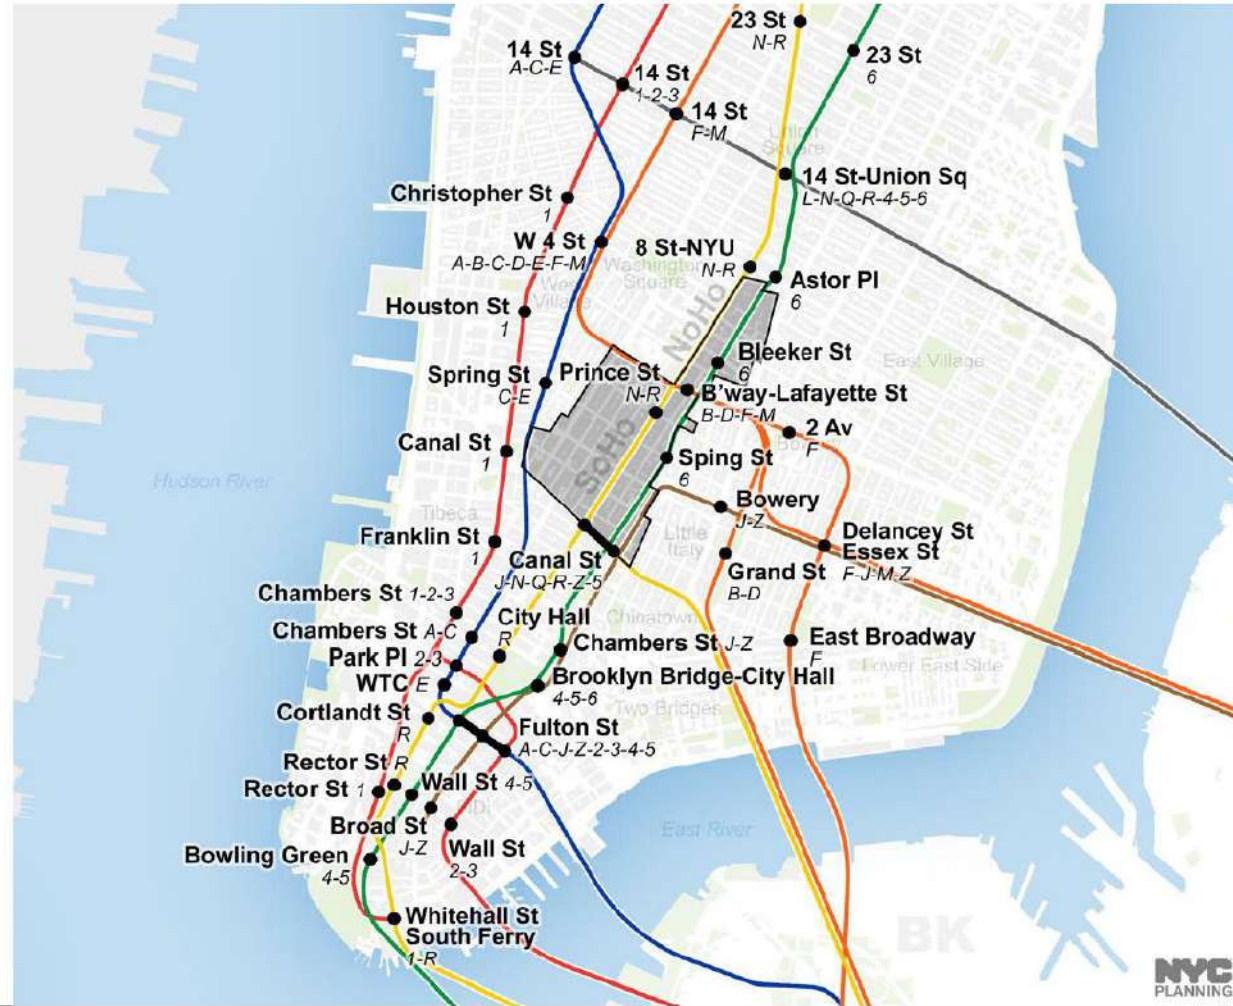 23 St
N-R
14 St
A-C-E
23 St
6
14 St
1-2-3
14 St
F-M
Union
Square
14 St-Union Sq
L-N-Q-R-4-5-6
Christopher St
1
W 4 St
A-B-C-D-E-F-M
8 St-NYU
N-R
Washington
Square
Astor Pl
6
West
Village
Houston St
1
NoHo
Bleeker St
6
East Village
Spring St
C-E
Prince St
N-R
B'way-Lafayette St
B-D-F-M
2 Av
F
Canal St
1
SoHo
Sping St
6
Hudson River
Bowery
J-Z
Tibeca
Little
Italy
Franklin St
1
Delancey St
Essex St
F-J-M-Z
Canal St
J-N-Q-R-Z-5
Grand St
B-D
Chambers St 1-2-3
City Hall
R
Chinatown
Chambers St A-C
Chambers St J-Z
East Broadway
F
Lower East Side
Park Pl 2-3
WTC E
Brooklyn Bridge-City Hall
4-5-6
Two Bridges
Cortlandt St
R
Fulton St
A-C-J-Z-2-3-4-5
Rector St R
Rector St 1
Wall St 4-5
FiDi
Broad St
J-Z
East River
Wall St
2-3
Bowling Green
4-5
Whitehall St
South Ferry
1-R
BK
NYC
PLANNING